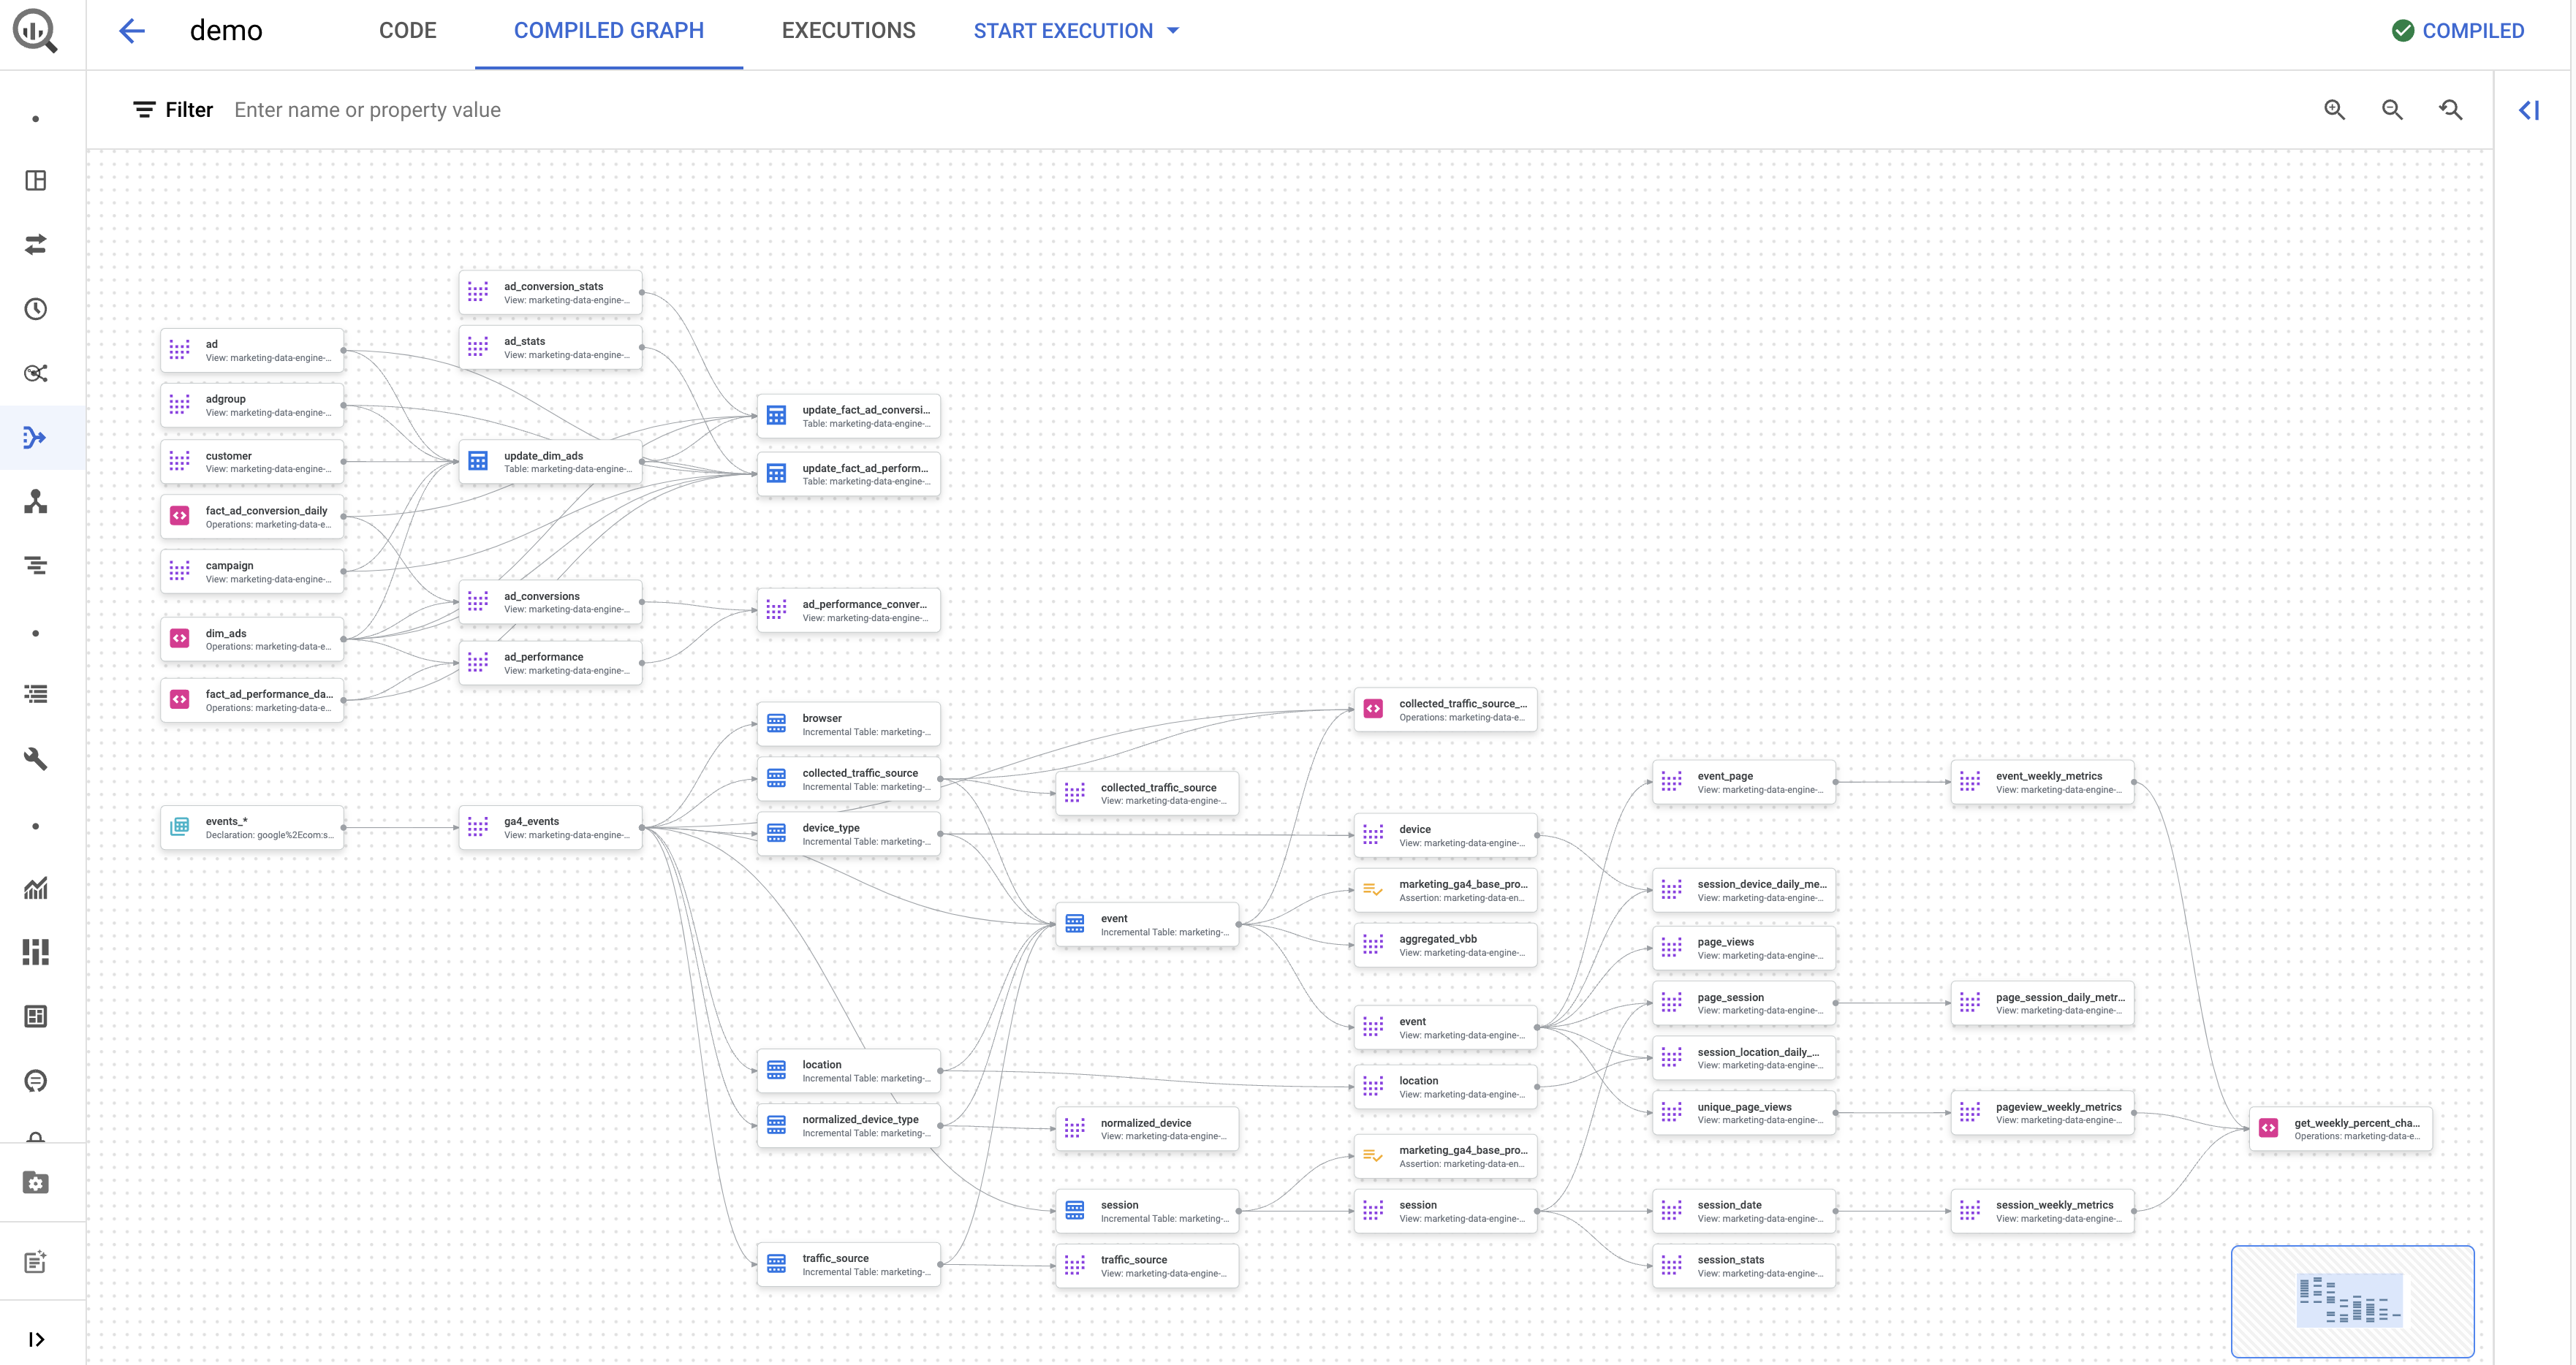 demo
CODE
COMPILED GRAPH
EXECUTIONS
START EXECUTION
COMPILED
Filter
Enter name or property value
ad_conversion_stats
View: marketing-data-engine-...
ad_stats
View: marketing-data-engine-...
ad
View: marketing-data-engine-...
adgroup
View: marketing-data-engine-...
customer
View: marketing-data-engine-...
fact_ad_conversion_daily
Operations: marketing-data-e...
campaign
View: marketing-data-engine-...
dim_ads
Operations: marketing-data-e...
fact_ad_performance_da...
Operations: marketing-data-e...
update_dim_ads
Table: marketing-data-engine-...
ad_conversions
View: marketing-data-engine-...
ad_performance
View: marketing-data-engine-...
update_fact_ad_conversi...
Table: marketing-data-engine-...
update_fact_ad_perform...
Table: marketing-data-engine-...
ad_performance_conver...
View: marketing-data-engine-...
events_*
Declaration: google%2Ecom:s...
ga4_events
View: marketing-data-engine-...
browser
Incremental Table: marketing-...
collected_traffic_source
Incremental Table: marketing-...
device_type
Incremental Table: marketing-...
location
Incremental Table: marketing-...
normalized_device_type
Incremental Table: marketing-...
traffic_source
Incremental Table: marketing-...
collected_traffic_source
View: marketing-data-engine-...
event
Incremental Table: marketing-...
normalized_device
View: marketing-data-engine-...
session
Incremental Table: marketing-...
traffic_source
View: marketing-data-engine-...
collected_traffic_source_...
Operations: marketing-data-e...
device
View: marketing-data-engine-...
marketing_ga4_base_pro...
Assertion: marketing-data-en...
aggregated_vbb
View: marketing-data-engine-...
event
View: marketing-data-engine-...
location
View: marketing-data-engine-...
marketing_ga4_base_pro...
Assertion: marketing-data-en...
session
View: marketing-data-engine-...
event_page
View: marketing-data-engine-...
session_device_daily_me...
View: marketing-data-engine-...
page_views
View: marketing-data-engine-...
page_session
View: marketing-data-engine-...
session_location_daily_...
View: marketing-data-engine-...
unique_page_views
View: marketing-data-engine-...
session_date
View: marketing-data-engine-...
session_stats
View: marketing-data-engine-...
event_weekly_metrics
View: marketing-data-engine-...
page_session_daily_metr...
View: marketing-data-engine-...
pageview_weekly_metrics
View: marketing-data-engine-...
session_weekly_metrics
View: marketing-data-engine-...
get_weekly_percent_cha...
Operations: marketing-data-e...